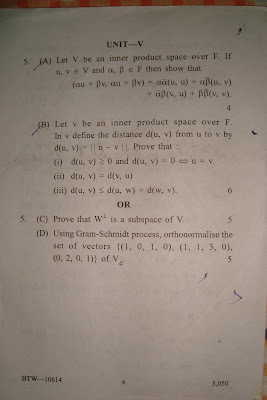 UNIT—V
5. (A) Let V be an inner product space over F. If
u, v ∈ V and α, β ∈ F then show that
(αu + βv, αu + βv) = αᾱ(u, u) + αβ̄(u, v)
+ ᾱβ(v, u) + ββ̄(v, v).
4
(B) Let v be an inner product space over F.
In v define the distance d(u, v) from u to v by
d(u, v) = || u – v ||. Prove that :
(i) d(u, v) ≥ 0 and d(u, v) = 0 ⇔ u = v.
(ii) d(u, v) = d(v, u)
(iii) d(u, v) ≤ d(u, w) + d(w, v). 6
OR
5. (C) Prove that W⊥ is a subspace of V. 5
(D) Using Gram-Schmidt process, orthonormalise the
set of vectors {(1, 0, 1, 0), (1, 1, 3, 0),
(0, 2, 0, 1)} of V₄. 5
BTW—10614 4 5,050